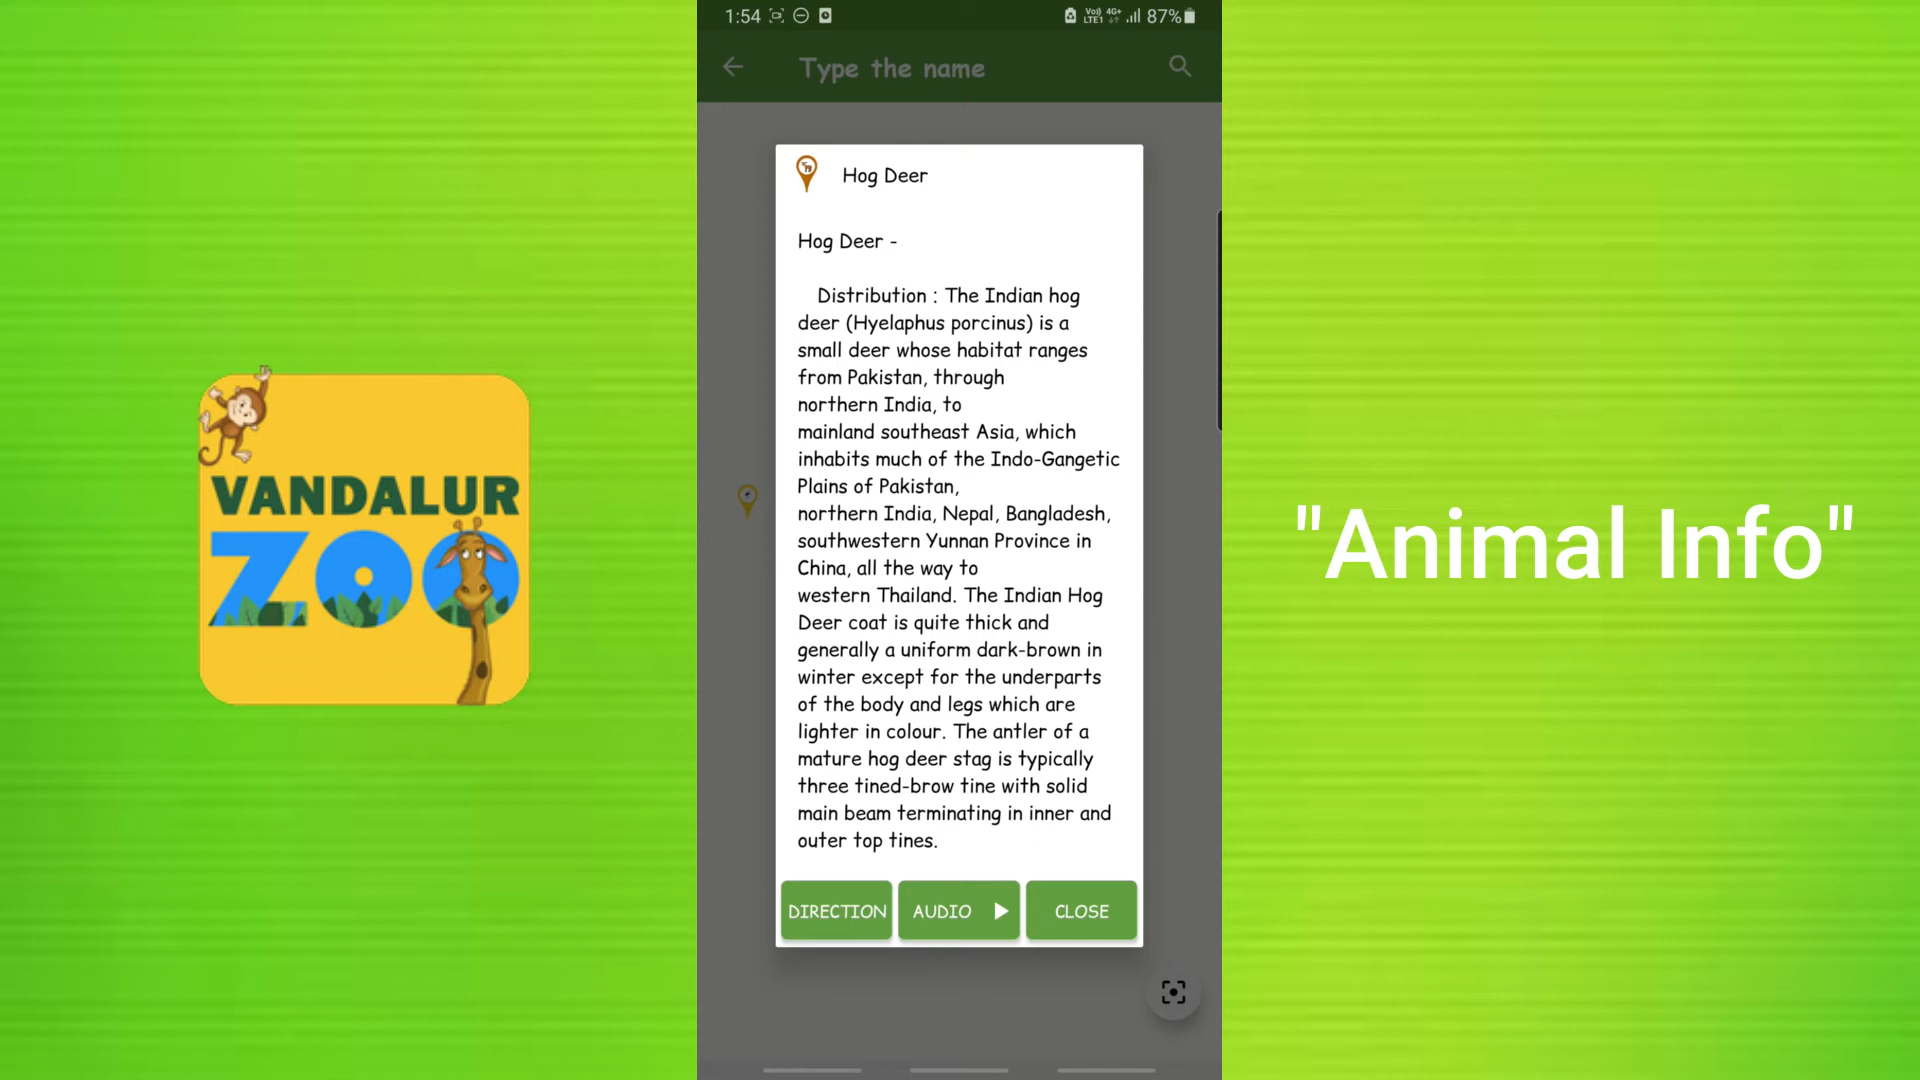 1:54
Vo)) 4G+
LTE1
87%
Type the name
Hog Deer
Hog Deer -
Distribution : The Indian hog
deer (Hyelaphus porcinus) is a
small deer whose habitat ranges
from Pakistan, through
northern India, to
mainland southeast Asia, which
inhabits much of the Indo-Gangetic
Plains of Pakistan,
northern India, Nepal, Bangladesh,
southwestern Yunnan Province in
China, all the way to
western Thailand. The Indian Hog
Deer coat is quite thick and
generally a uniform dark-brown in
winter except for the underparts
of the body and legs which are
lighter in colour. The antler of a
mature hog deer stag is typically
three tined-brow tine with solid
main beam terminating in inner and
outer top tines.
DIRECTION
AUDIO
CLOSE
VANDALUR
ZOO
"Animal Info"